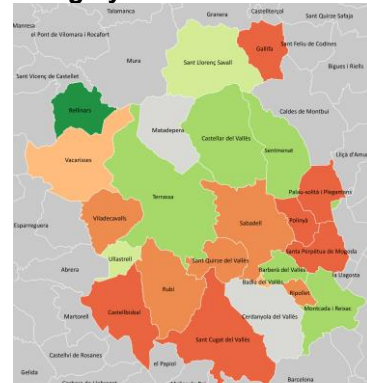 Talamanca
Granera
Castellterçol
Sant Quirze Safaja
Manresa
el Pont de Vilomara i Rocafort
Gallifa
Sant Feliu de Codines
Mura
Sant Llorenç Savall
Bigues i Riells
Sant Vicenç de Castellet
Rellinars
Matadepera
Castellar del Vallès
Caldes de Montbui
Sentmenat
Vacarisses
Lliçà d'Amu
Terrassa
Palau-solità i Plegamans
Viladecavalls
Sabadell
Polinyà
Esparreguera
Santa Perpètua de Mogoda
Ullastrell
Sant Quirze del Vallès
Barberà del Vallès
la Llagosta
Abrera
Badia del Vallès
Rubí
Ripollet
Castellbisbal
Montcada i Reixac
Martorell
Cerdanyola del Vallès
Sant Cugat del Vallès
Castellví de Rosanes
el Papiol
Gelida
Barcelona